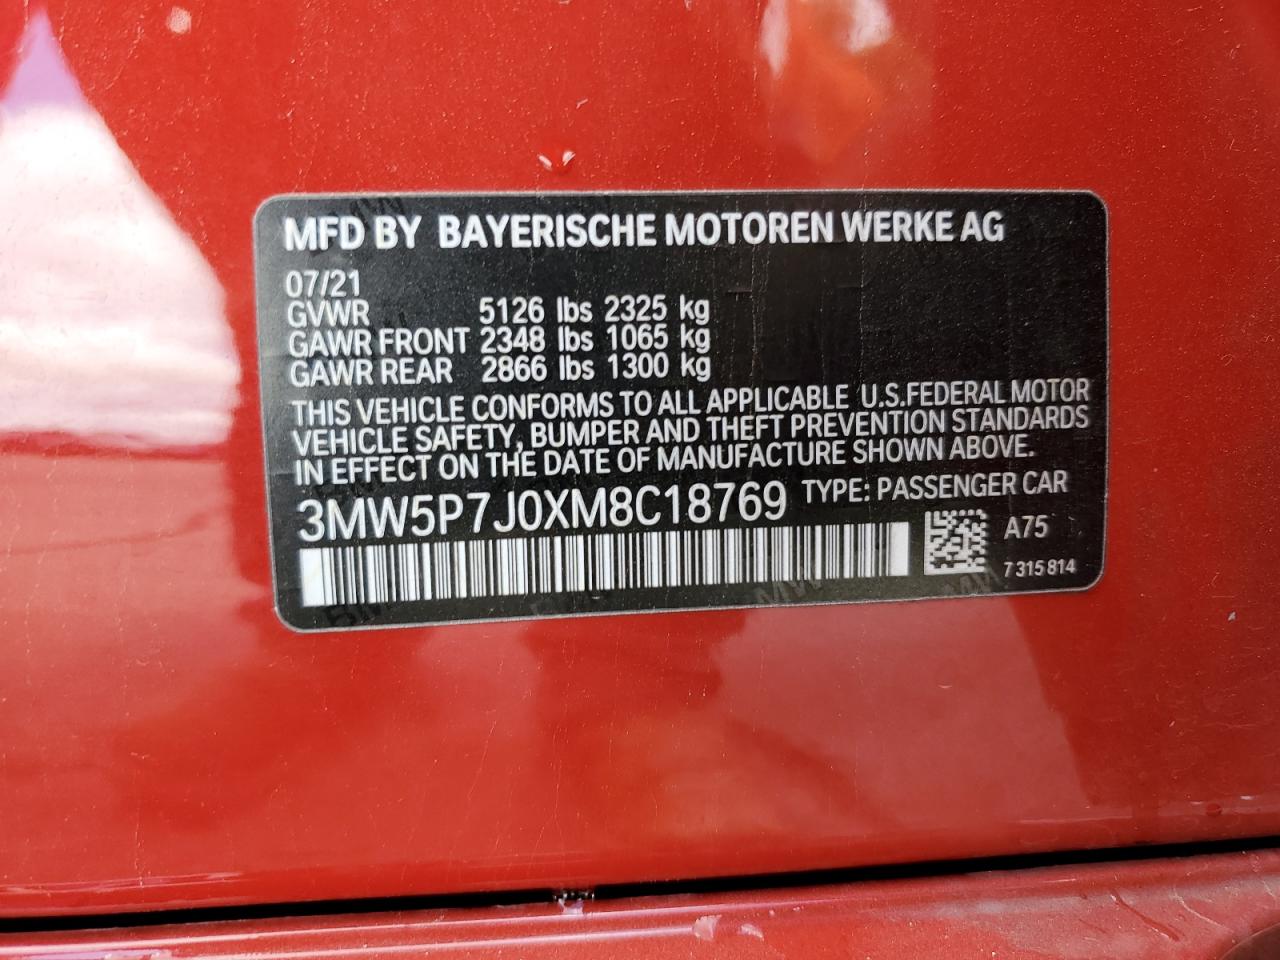 MFD BY BAYERISCHE MOTOREN WERKE AG
07/21
GVWR 5126 lbs 2325 kg
GAWR FRONT 2348 lbs 1065 kg
GAWR REAR 2866 lbs 1300 kg
THIS VEHICLE CONFORMS TO ALL APPLICABLE U.S.FEDERAL MOTOR
VEHICLE SAFETY, BUMPER AND THEFT PREVENTION STANDARDS
IN EFFECT ON THE DATE OF MANUFACTURE SHOWN ABOVE.
3MW5P7J0XM8C18769 TYPE: PASSENGER CAR
A75
7 315 814